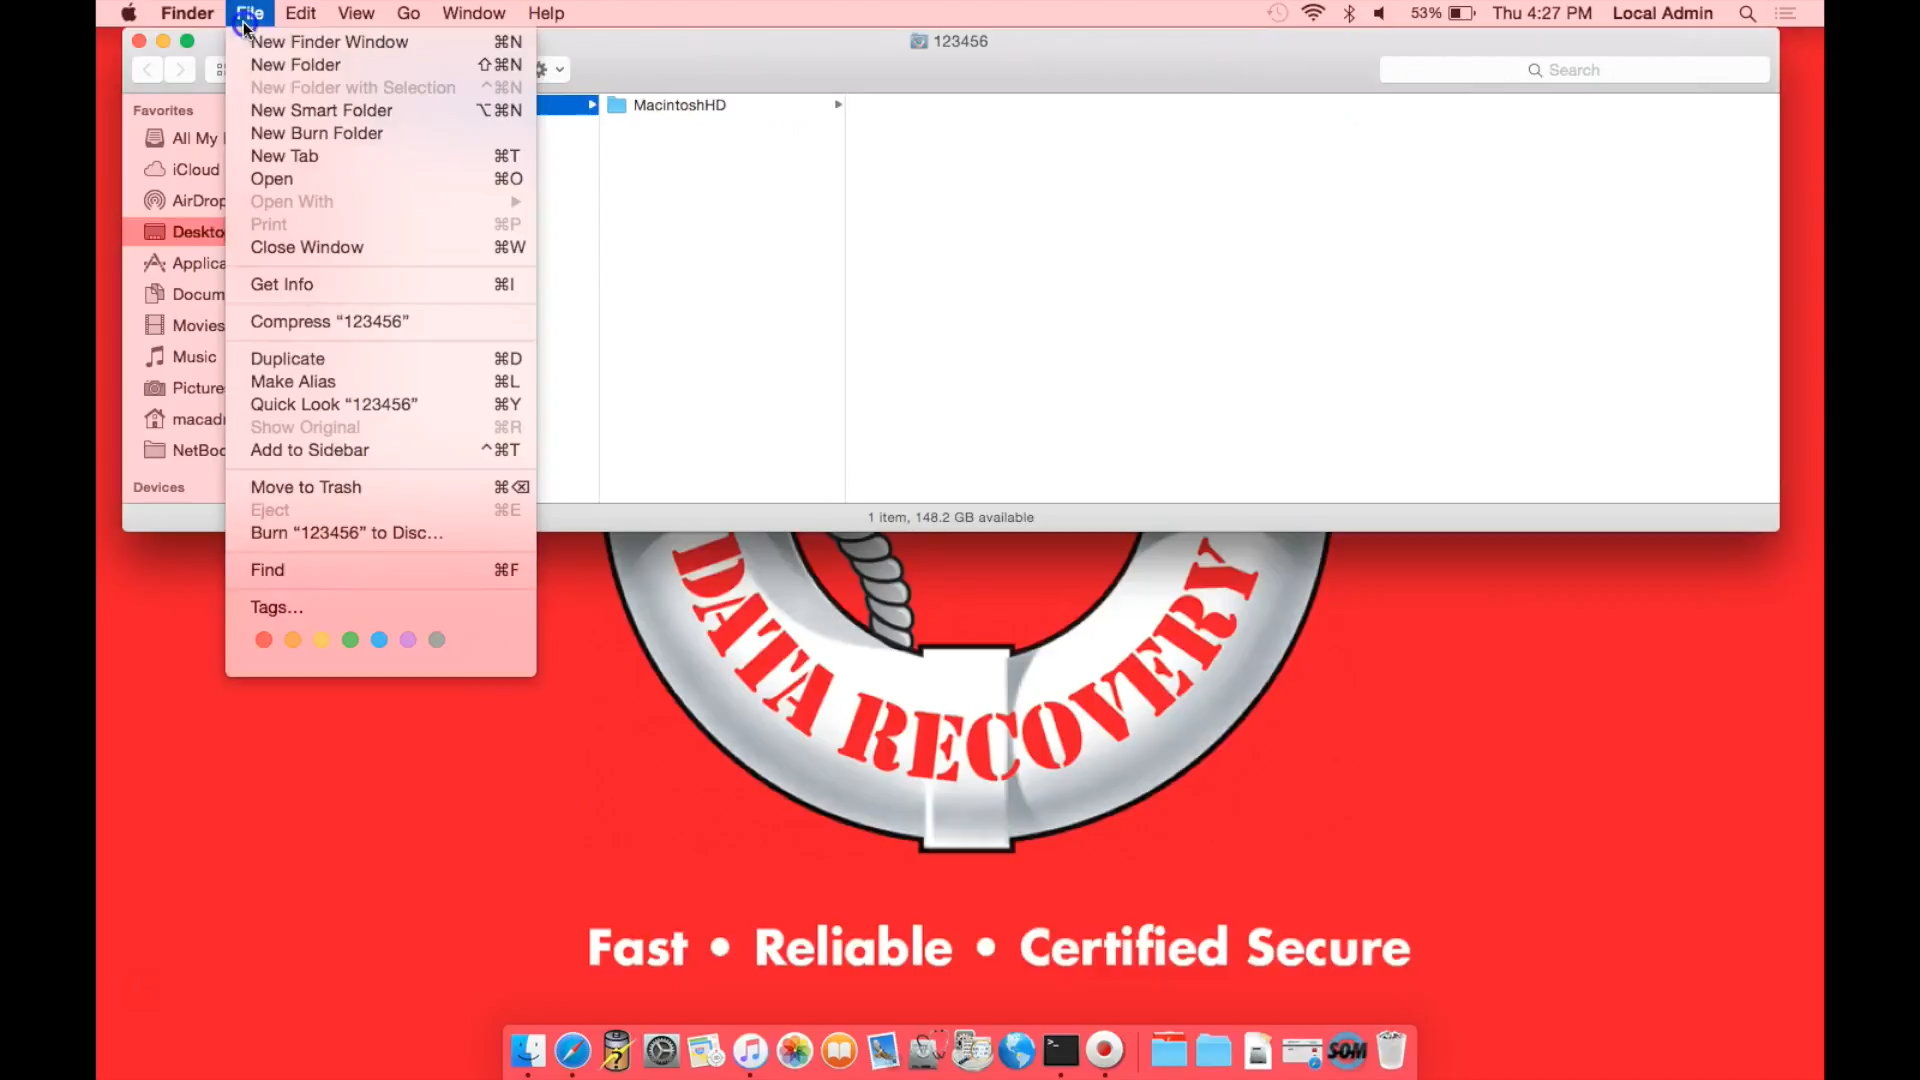 Finder File Edit View Go Window Help 53% Thu 4:27 PM Local Admin
123456
Search
New Finder Window ⌘N
New Folder ⇧⌘N
New Folder with Selection ^⌘N
New Smart Folder ⌥⌘N
New Burn Folder
New Tab ⌘T
Open ⌘O
Open With
Print ⌘P
Close Window ⌘W
Get Info ⌘I
Compress “123456”
Duplicate ⌘D
Make Alias ⌘L
Quick Look “123456” ⌘Y
Show Original ⌘R
Add to Sidebar ^⌘T
Move to Trash ⌘⌫
Eject ⌘E
Burn “123456” to Disc…
Find ⌘F
Tags…
Favorites
All My
iCloud
AirDrop
Deskto
Applica
Docum
Movies
Music
Picture
macad
NetBoo
Devices
MacintoshHD
1 item, 148.2 GB available
DATA RECOVERY
Fast • Reliable • Certified Secure
SOM